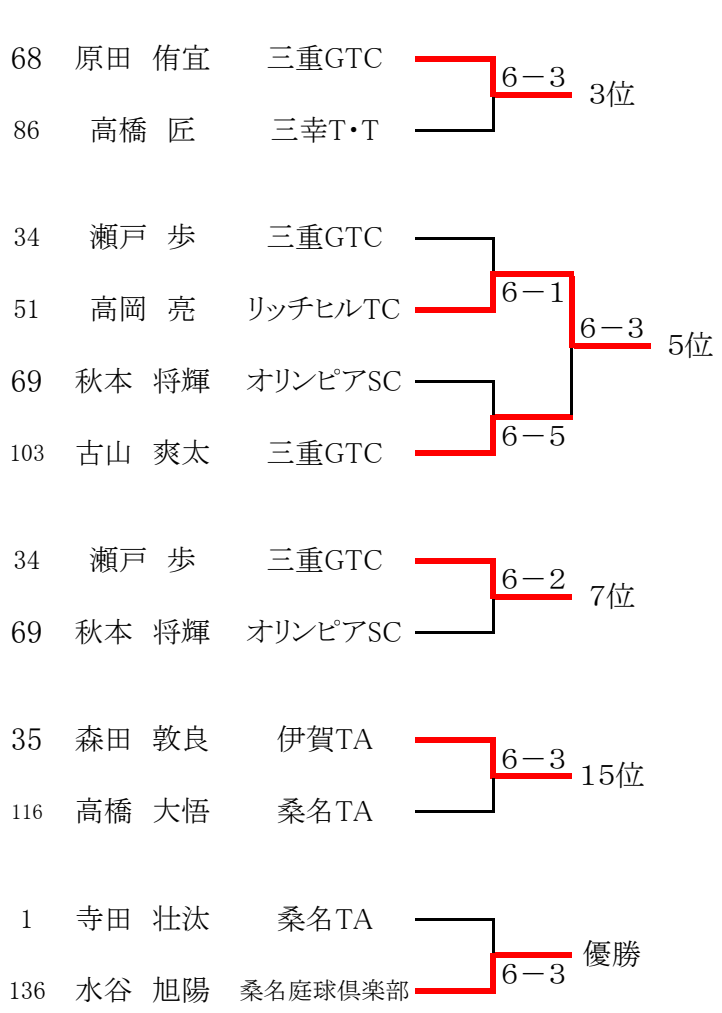 68 原田 侑宜 三重GTC
6－3 3位
86 高橋 匠 三幸T・T
34 瀬戸 歩 三重GTC
6－1
51 高岡 亮 リッチヒルTC
6－3 5位
69 秋本 将輝 オリンピアSC
6－5
103 古山 爽太 三重GTC
34 瀬戸 歩 三重GTC
6－2 7位
69 秋本 将輝 オリンピアSC
35 森田 敦良 伊賀TA
6－3 15位
116 高橋 大悟 桑名TA
1 寺田 壮汰 桑名TA
優勝
6－3
136 水谷 旭陽 桑名庭球倶楽部